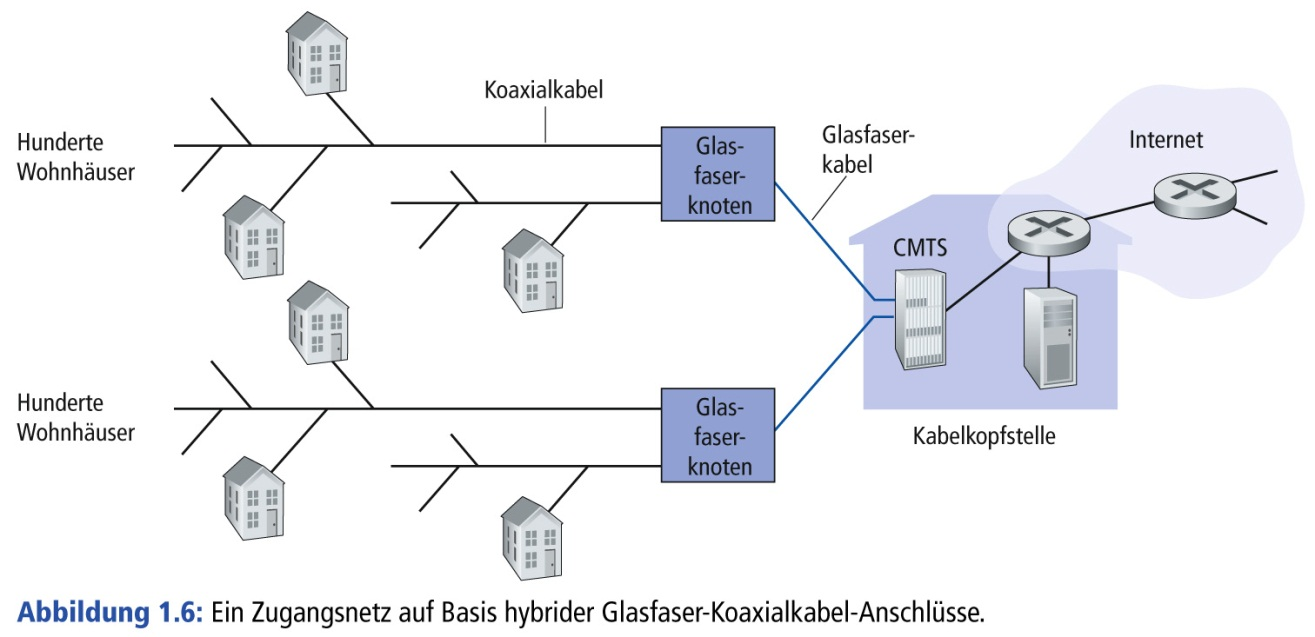 Koaxialkabel
Hunderte
Wohnhäuser
Glas-
faser-
knoten
Glasfaser-
kabel
Internet
CMTS
Hunderte
Wohnhäuser
Glas-
faser-
knoten
Kabelkopfstelle
Abbildung 1.6: Ein Zugangsnetz auf Basis hybrider Glasfaser-Koaxialkabel-Anschlüsse.